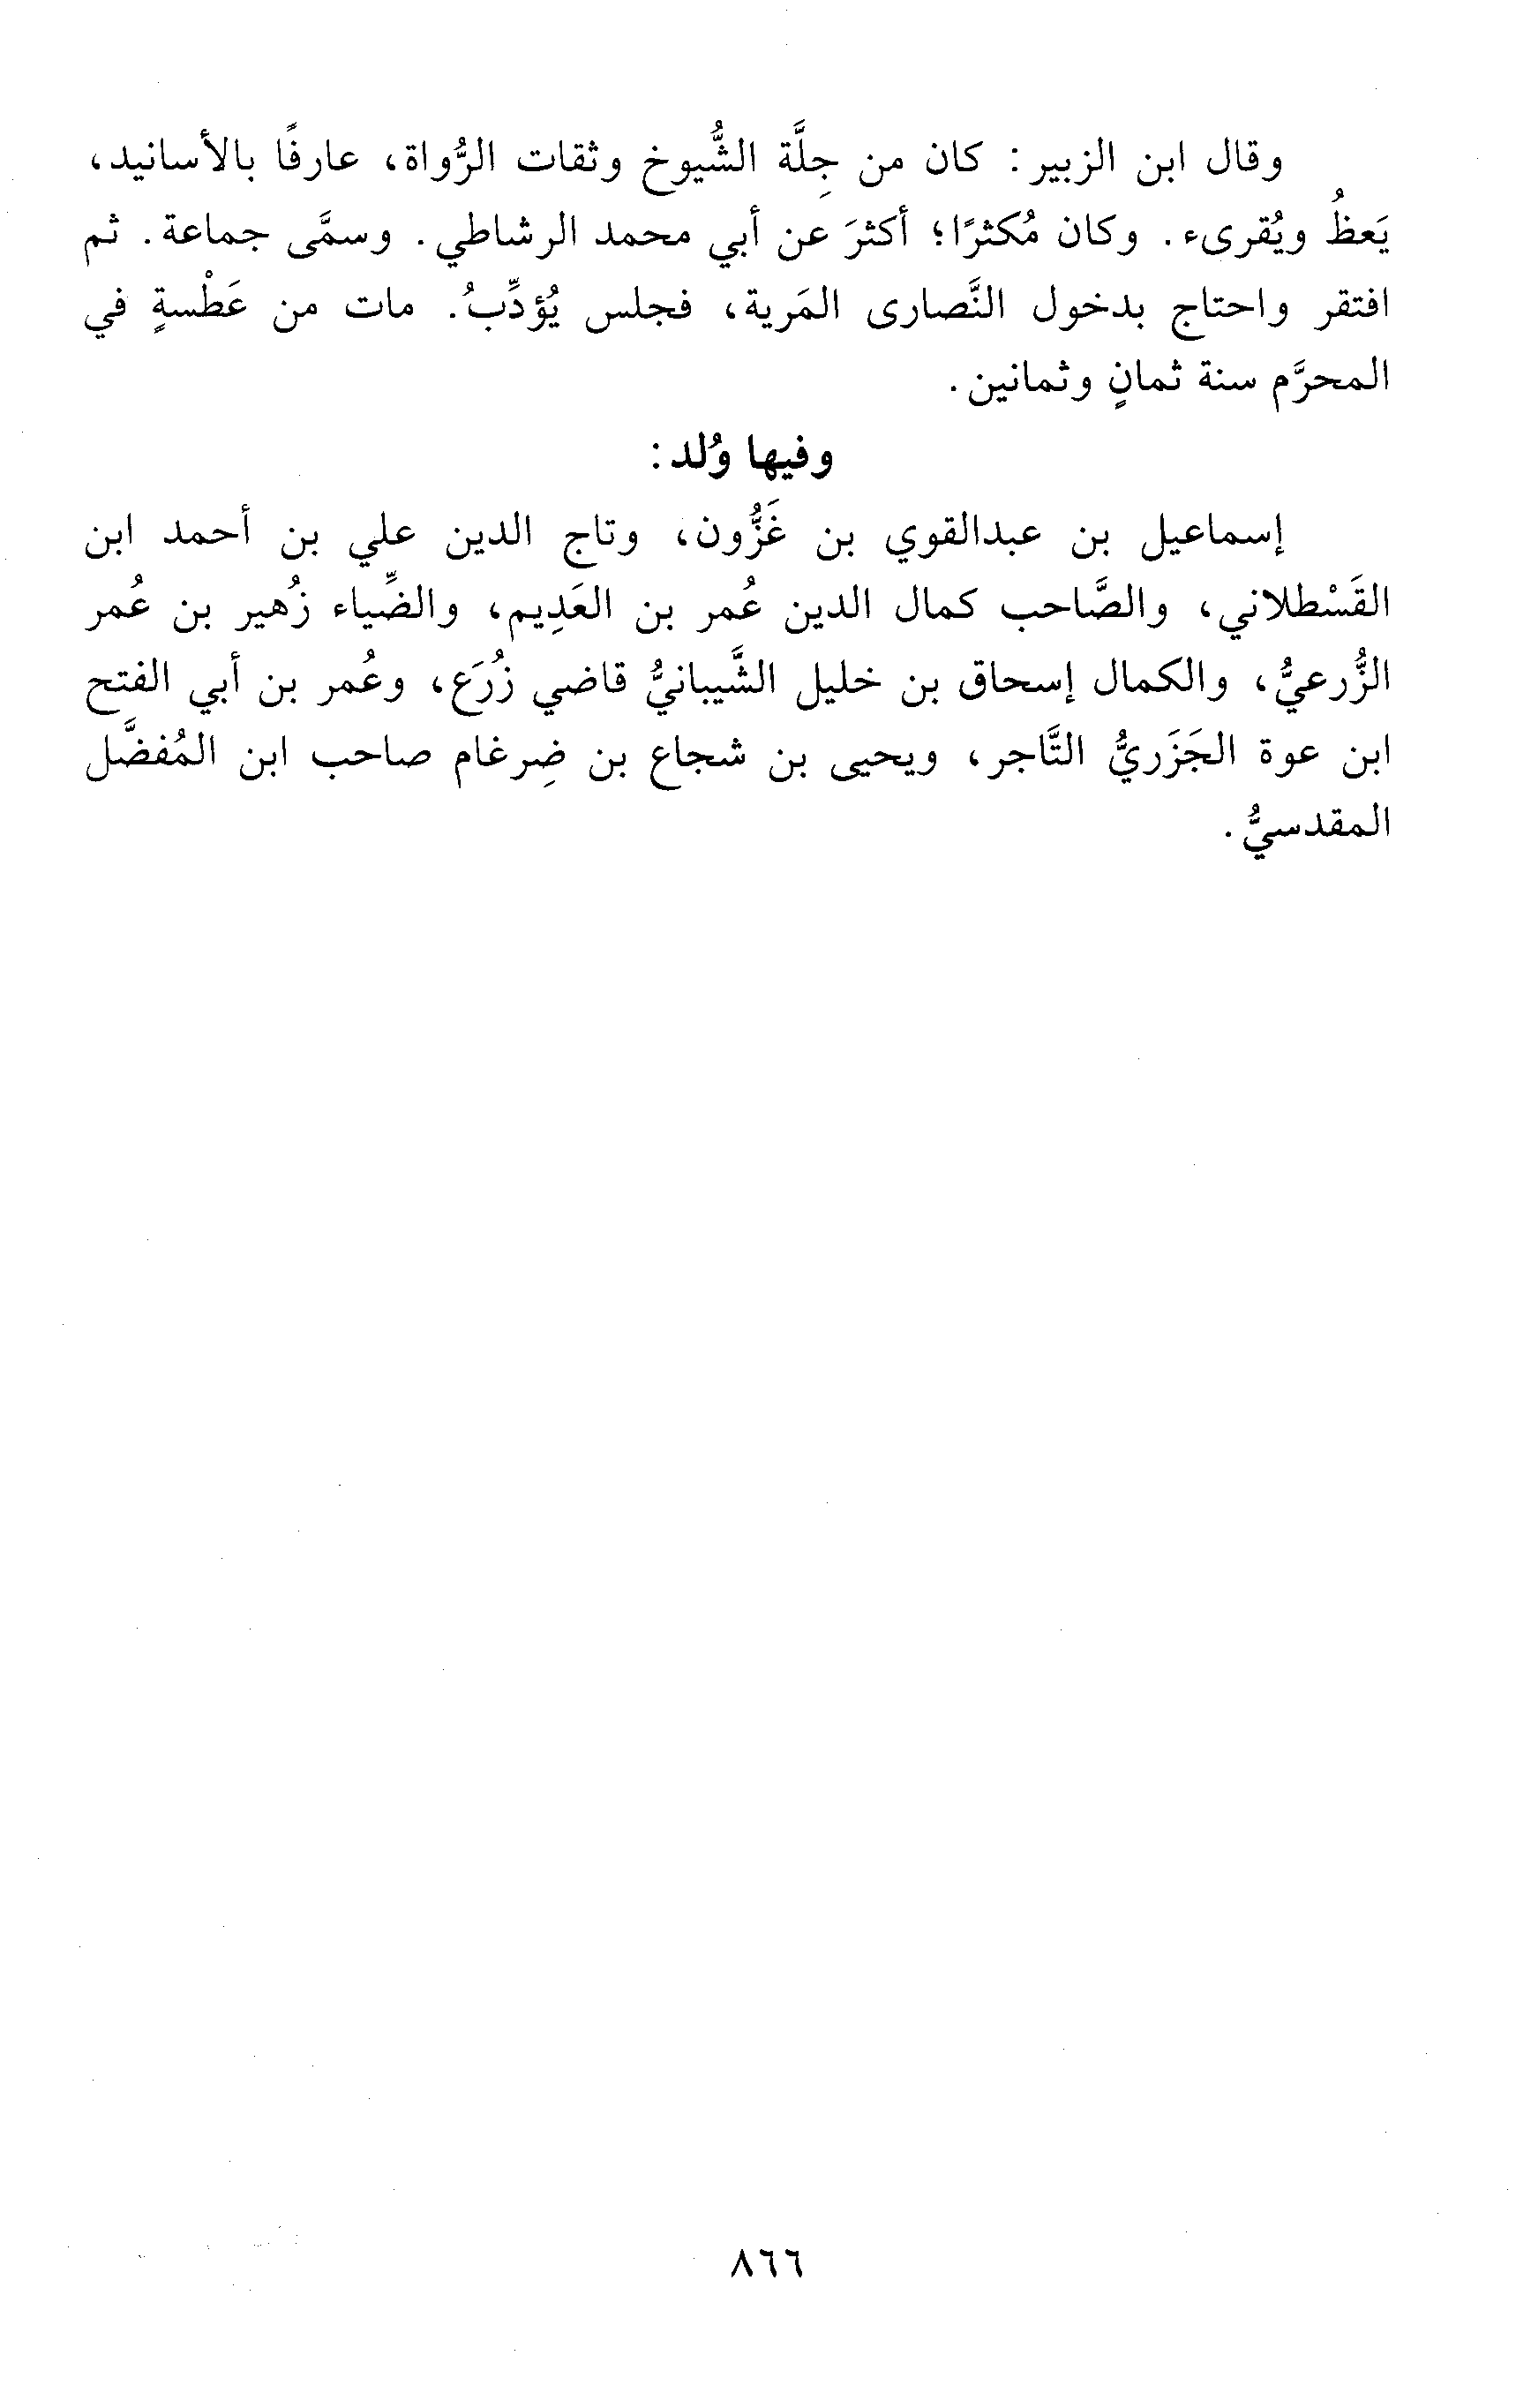 وقال ابن الزبير: كان من جِلَّة الشُّيوخ وثقات الرُّواة، عارفًا بالأسانيد،
يَعظُ ويُقرىء. وكان مُكثرًا؛ أكثرَ عن أبي محمد الرشاطي. وسمَّى جماعة. ثم
افتقر واحتاج بدخول النَّصارى المَرية، فجلس يُؤدِّبُ. مات من عَطْسةٍ في
المحرَّم سنة ثمانٍ وثمانين.
وفيها وُلد:
إسماعيل بن عبدالقوي بن غَزُّون، وتاج الدين علي بن أحمد ابن
القَسْطلاني، والصَّاحب كمال الدين عُمر بن العَدِيم، والضِّياء زُهير بن عُمر
الزُّرعيُّ، والكمال إسحاق بن خليل الشَّيبانيُّ قاضي زُرَع، وعُمر بن أبي الفتح
ابن عوة الجَزَريُّ التَّاجر، ويحيى بن شجاع بن ضِرغام صاحب ابن المُفضَّل
المقدسيُّ.
٨٦٦